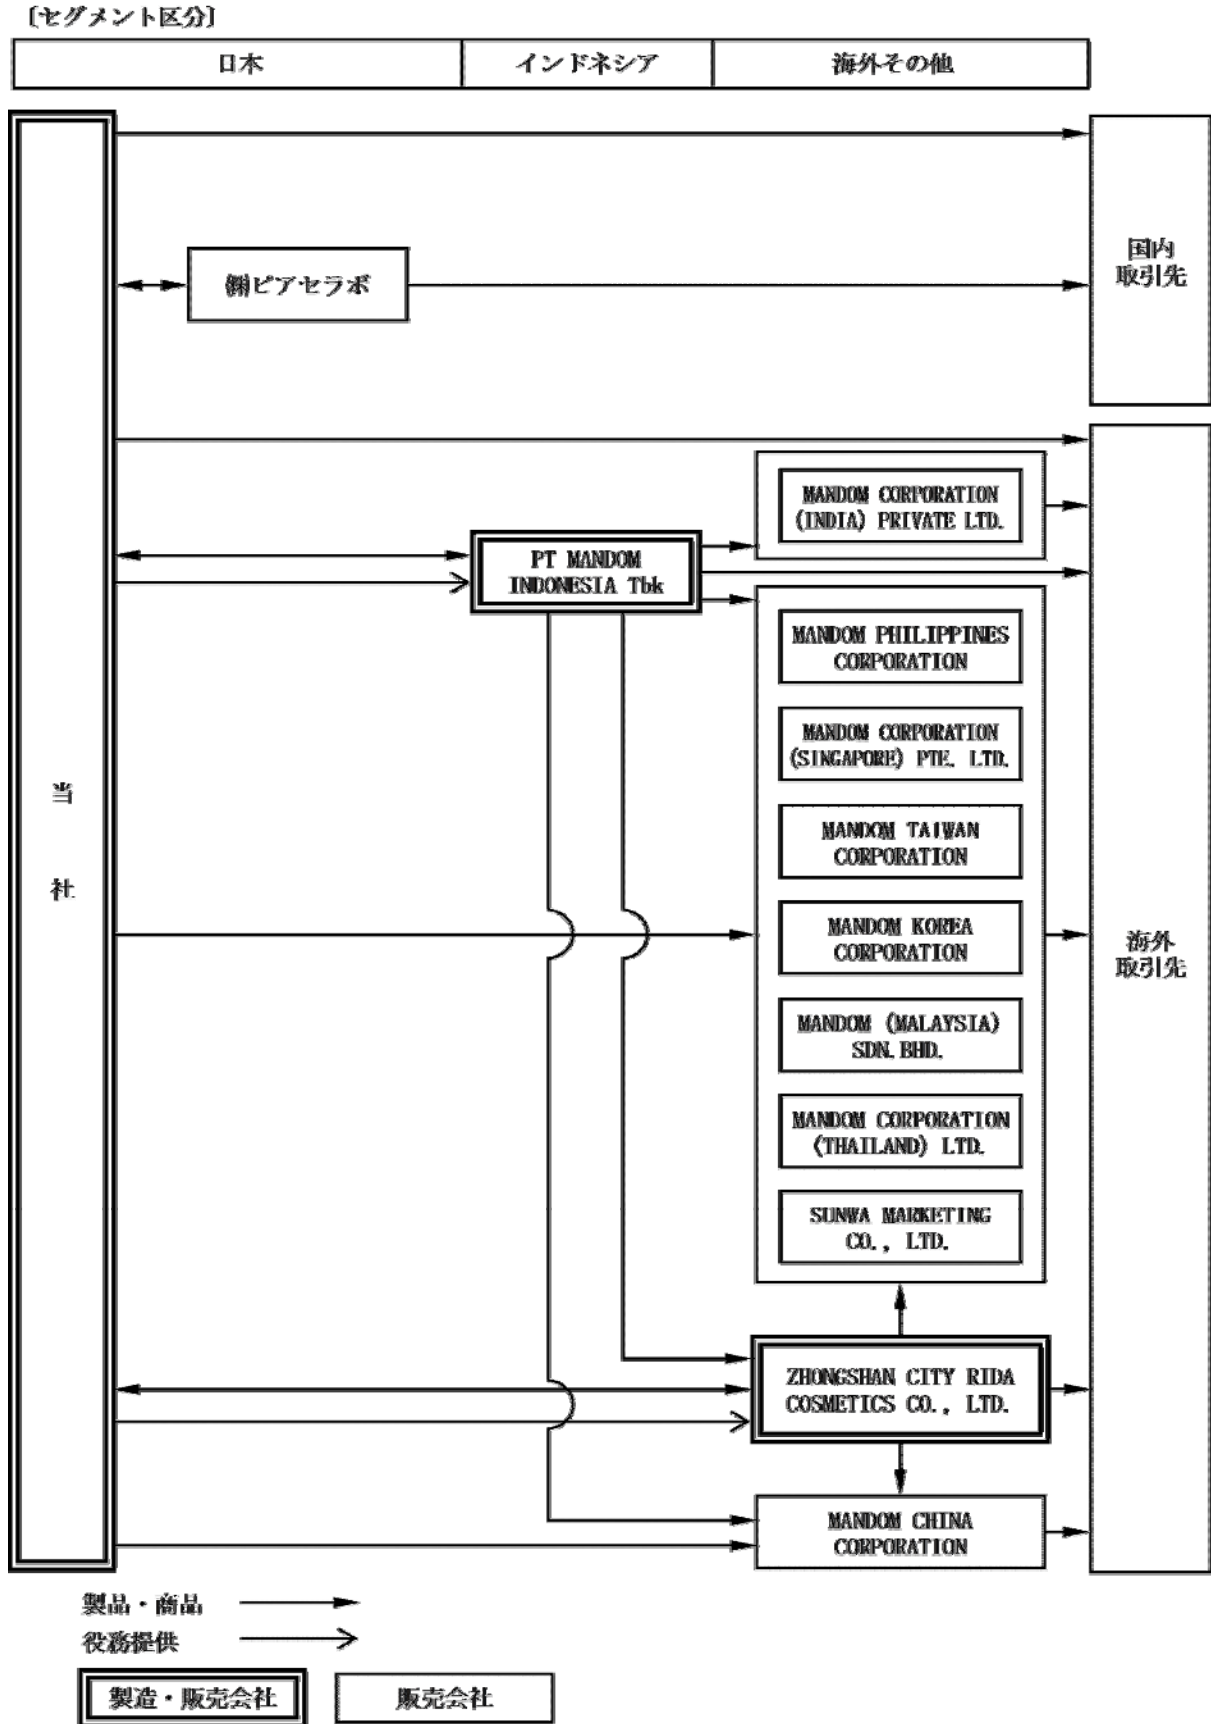 〔セグメント区分〕
日本
インドネシア
海外その他
国内
取引先
㈱ピアセラボ
MANDOM CORPORATION
(INDIA) PRIVATE LTD.
PT MANDOM
INDONESIA Tbk
MANDOM PHILIPPINES
CORPORATION
MANDOM CORPORATION
(SINGAPORE) PTE. LTD.
当
社
MANDOM TAIWAN
CORPORATION
MANDOM KOREA
CORPORATION
海外
取引先
MANDOM (MALAYSIA)
SDN.BHD.
MANDOM CORPORATION
(THAILAND) LTD.
SUNWA MARKETING
CO., LTD.
ZHONGSHAN CITY RIDA
COSMETICS CO., LTD.
MANDOM CHINA
CORPORATION
製品・商品
役務提供
製造・販売会社
販売会社